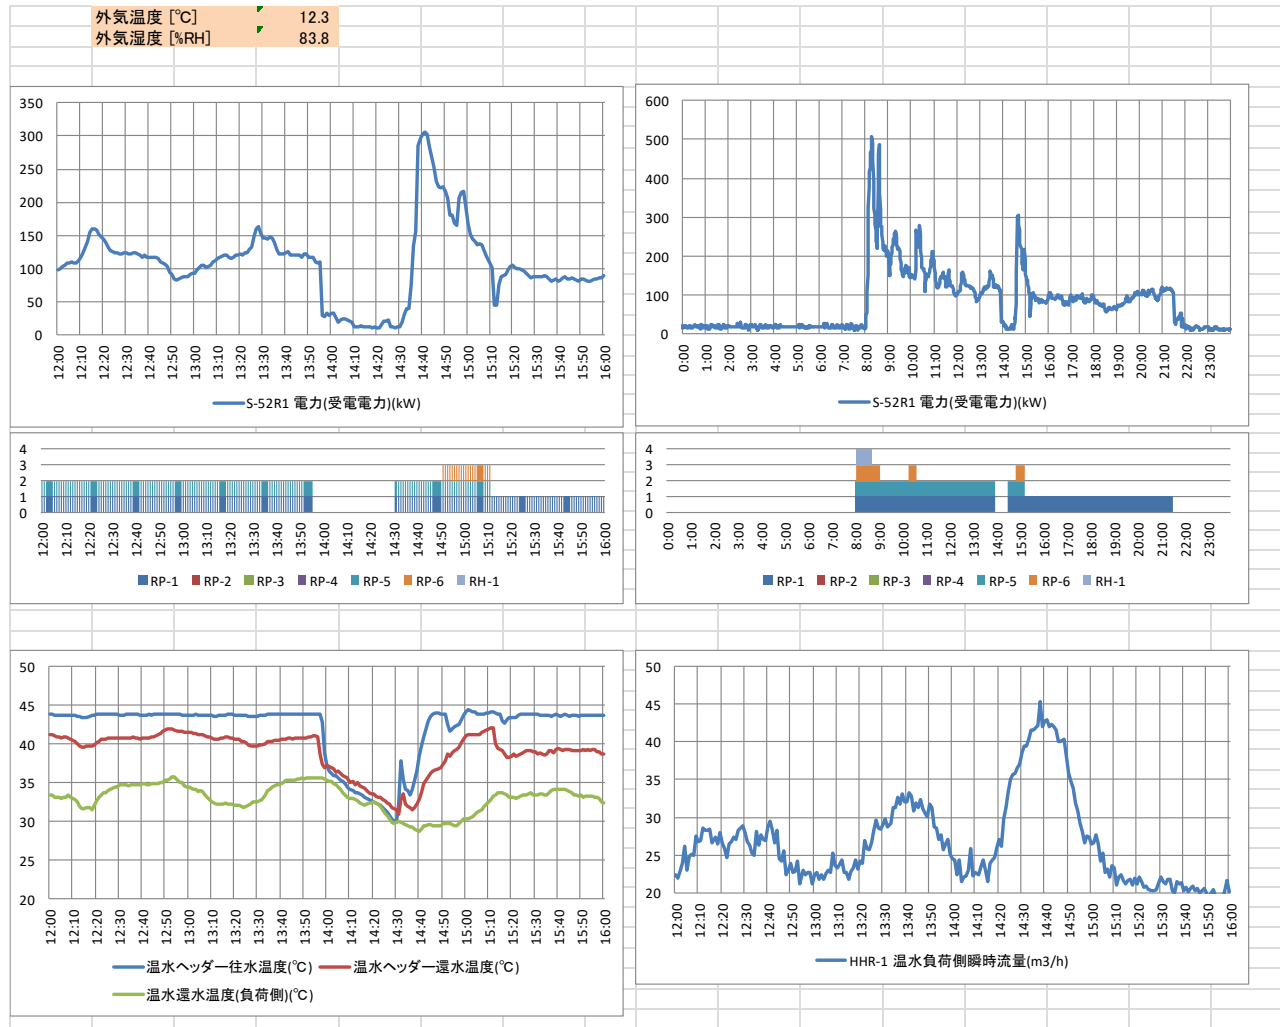 外気温度 [℃] 12.3
外気湿度 [%RH] 83.8
350
300
250
200
150
100
50
0
12:00 12:10 12:20 12:30 12:40 12:50 13:00 13:10 13:20 13:30 13:40 13:50 14:00 14:10 14:20 14:30 14:40 14:50 15:00 15:10 15:20 15:30 15:40 15:50 16:00
S-52R1 電力(受電電力)(kW)
600
500
400
300
200
100
0
0:00 1:00 2:00 3:00 4:00 5:00 6:00 7:00 8:00 9:00 10:00 11:00 12:00 13:00 14:00 15:00 16:00 17:00 18:00 19:00 20:00 21:00 22:00 23:00
S-52R1 電力(受電電力)(kW)
4
3
2
1
0
12:00 12:10 12:20 12:30 12:40 12:50 13:00 13:10 13:20 13:30 13:40 13:50 14:00 14:10 14:20 14:30 14:40 14:50 15:00 15:10 15:20 15:30 15:40 15:50 16:00
RP-1 RP-2 RP-3 RP-4 RP-5 RP-6 RH-1
4
3
2
1
0
0:00 1:00 2:00 3:00 4:00 5:00 6:00 7:00 8:00 9:00 10:00 11:00 12:00 13:00 14:00 15:00 16:00 17:00 18:00 19:00 20:00 21:00 22:00 23:00
RP-1 RP-2 RP-3 RP-4 RP-5 RP-6 RH-1
50
45
40
35
30
25
20
12:00 12:10 12:20 12:30 12:40 12:50 13:00 13:10 13:20 13:30 13:40 13:50 14:00 14:10 14:20 14:30 14:40 14:50 15:00 15:10 15:20 15:30 15:40 15:50 16:00
温水ヘッダー往水温度(℃) 温水ヘッダー還水温度(℃)
温水還水温度(負荷側)(℃)
50
45
40
35
30
25
20
12:00 12:10 12:20 12:30 12:40 12:50 13:00 13:10 13:20 13:30 13:40 13:50 14:00 14:10 14:20 14:30 14:40 14:50 15:00 15:10 15:20 15:30 15:40 15:50 16:00
HHR-1 温水負荷側瞬時流量(m3/h)